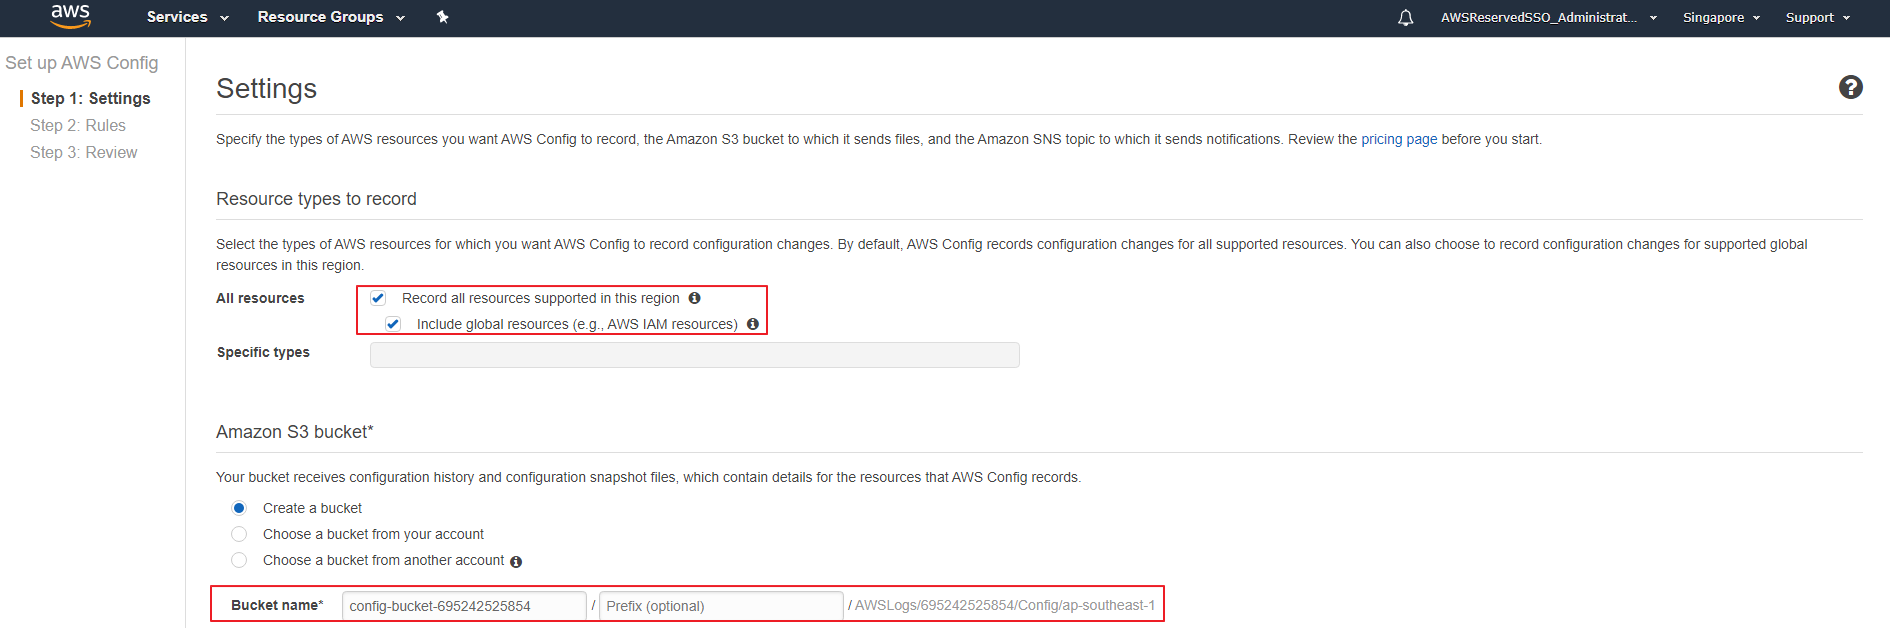 aws Services Resource Groups AWSReservedSSO_Administrat... Singapore Support
Set up AWS Config
Step 1: Settings
Step 2: Rules
Step 3: Review
Settings
?
Specify the types of AWS resources you want AWS Config to record, the Amazon S3 bucket to which it sends files, and the Amazon SNS topic to which it sends notifications. Review the pricing page before you start.
Resource types to record
Select the types of AWS resources for which you want AWS Config to record configuration changes. By default, AWS Config records configuration changes for all supported resources. You can also choose to record configuration changes for supported global
resources in this region.
All resources Record all resources supported in this region
Include global resources (e.g., AWS IAM resources)
Specific types
Amazon S3 bucket*
Your bucket receives configuration history and configuration snapshot files, which contain details for the resources that AWS Config records.
Create a bucket
Choose a bucket from your account
Choose a bucket from another account
Bucket name* config-bucket-695242525854 / Prefix (optional) / AWSLogs/695242525854/Config/ap-southeast-1